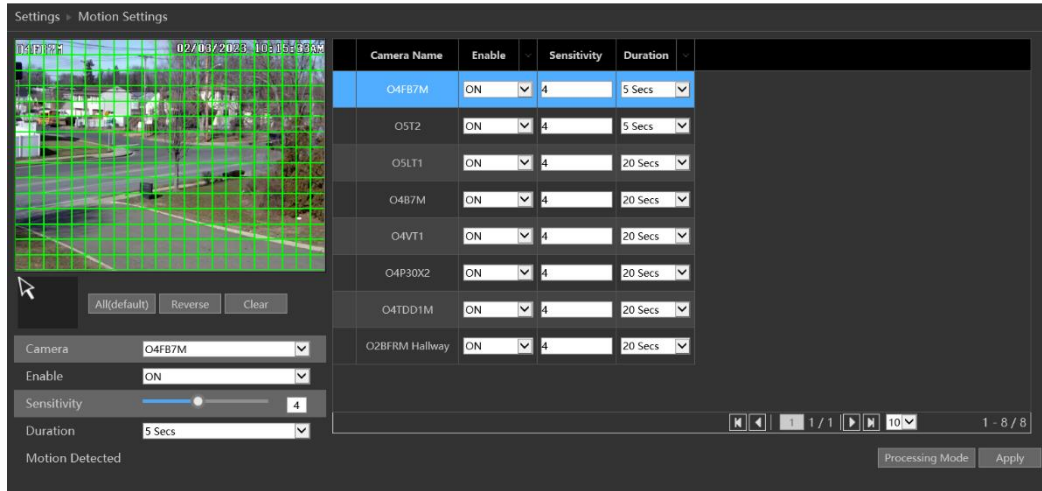 Settings ▸ Motion Settings
O4FB7M 02/03/2023 10:15:93AM
Camera Name Enable Sensitivity Duration
O4FB7M ON 4 5 Secs
O5T2 ON 4 5 Secs
O5LT1 ON 4 20 Secs
O4B7M ON 4 20 Secs
O4VT1 ON 4 20 Secs
O4P30X2 ON 4 20 Secs
O4TDD1M ON 4 20 Secs
O2BFRM Hallway ON 4 20 Secs
All(default) Reverse Clear
Camera O4FB7M
Enable ON
Sensitivity 4
Duration 5 Secs
Motion Detected
1 1 / 1 10 1 - 8 / 8
Processing Mode Apply